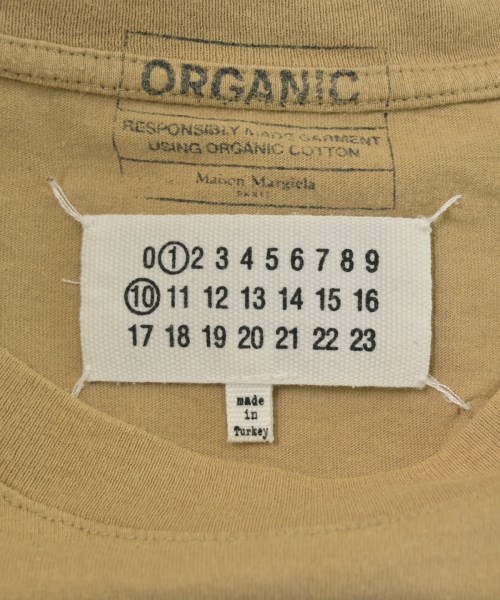 ORGANIC
RESPONSIBLY MADE GARMENT
USING ORGANIC COTTON
Maison Margiela
PARIS
0 1 2 3 4 5 6 7 8 9
10 11 12 13 14 15 16
17 18 19 20 21 22 23
made
in
Turkey